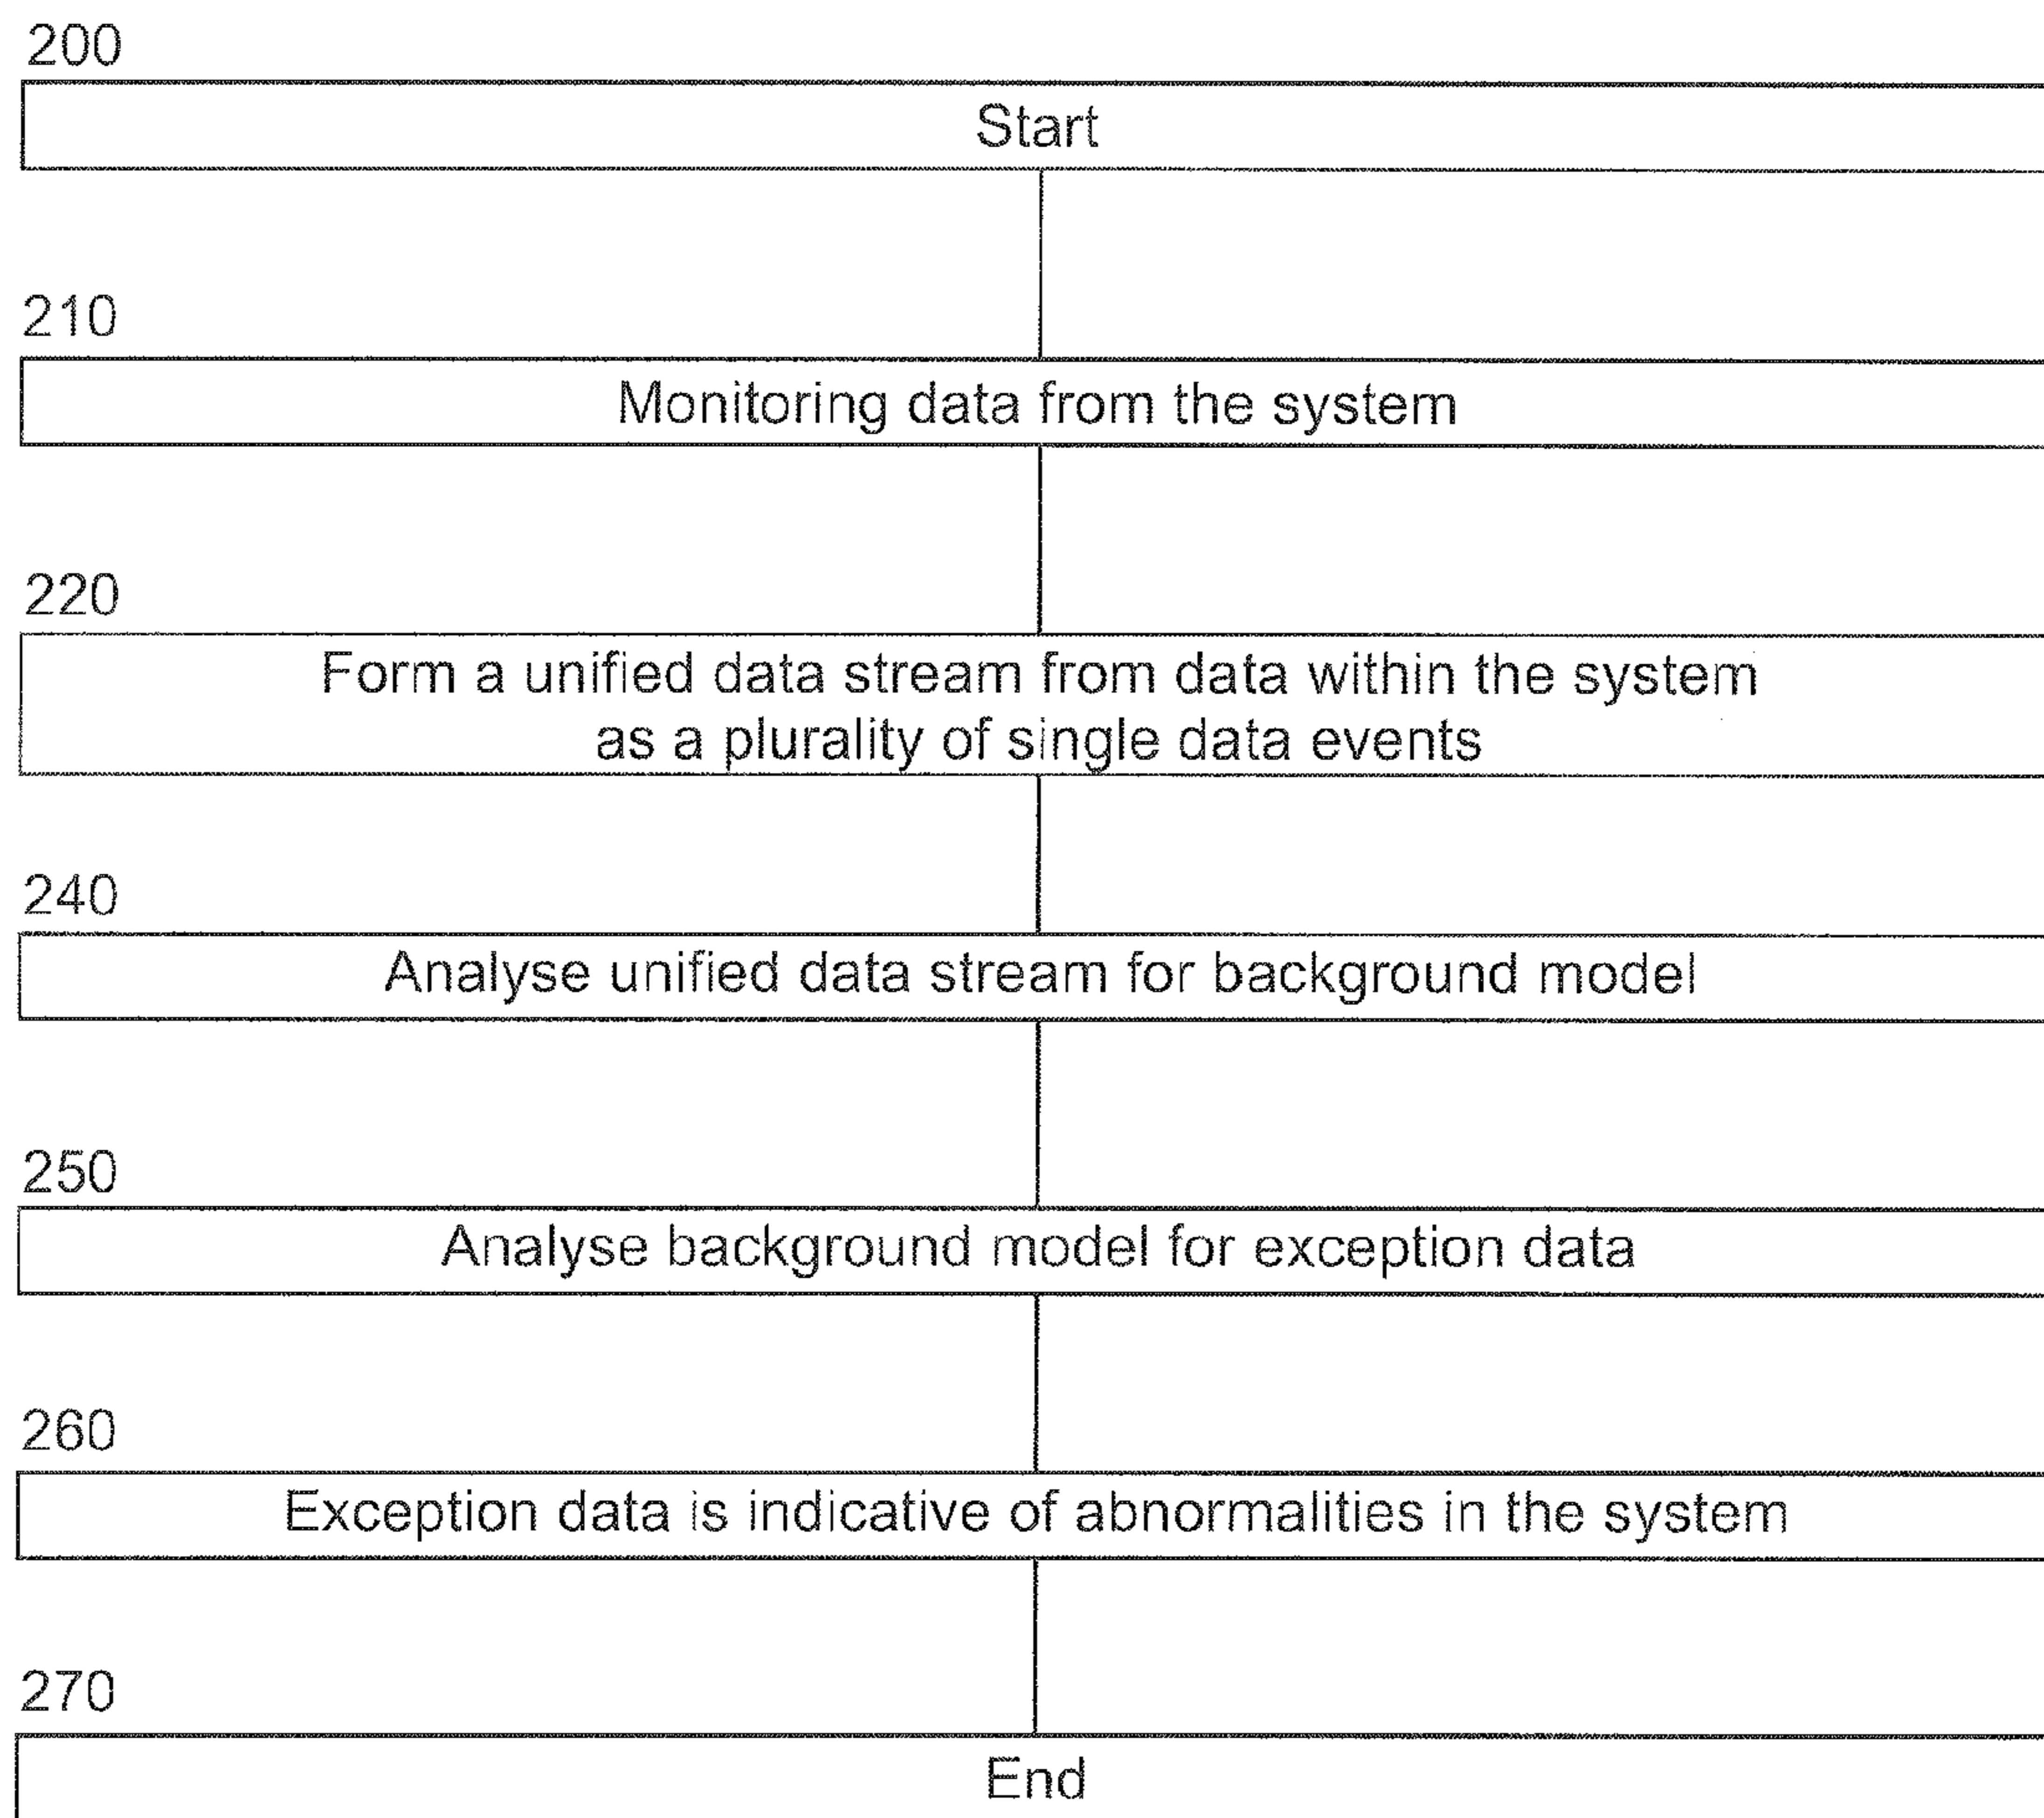 200
Start
210
Monitoring data from the system
220
Form a unified data stream from data within the system
as a plurality of single data events
240
Analyse unified data stream for background model
250
Analyse background model for exception data
260
Exception data is indicative of abnormalities in the system
270
End